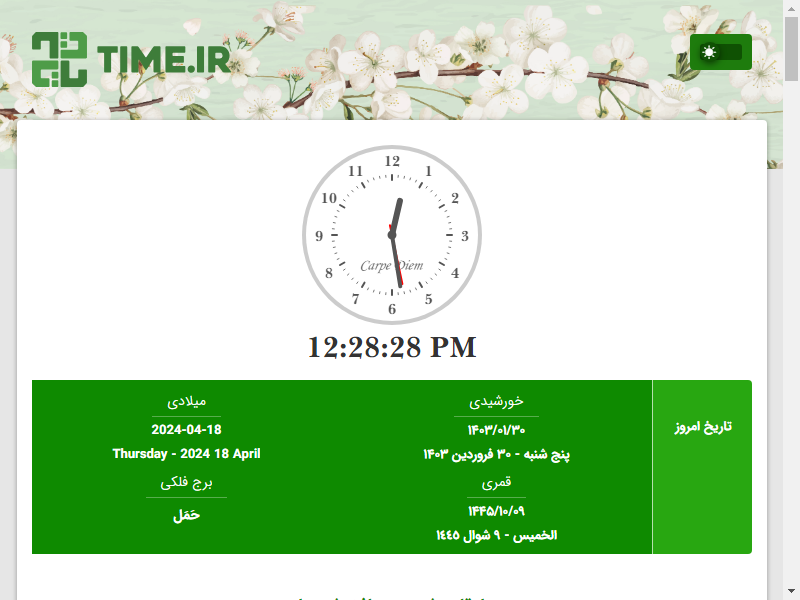 TIME.IR
12
1
2
3
4
5
6
7
8
9
10
11
Carpe Diem
12:28:28 PM
تاریخ امروز
خورشیدی
۱۴۰۳/۰۱/۳۰
پنج شنبه - ۳۰ فروردین ۱۴۰۳
میلادی
2024-04-18
Thursday - 2024 18 April
قمری
۱۴۴۵/۱۰/۰۹
الخميس - ٩ شوال ١٤٤٥
برج فلکی
حَمَل